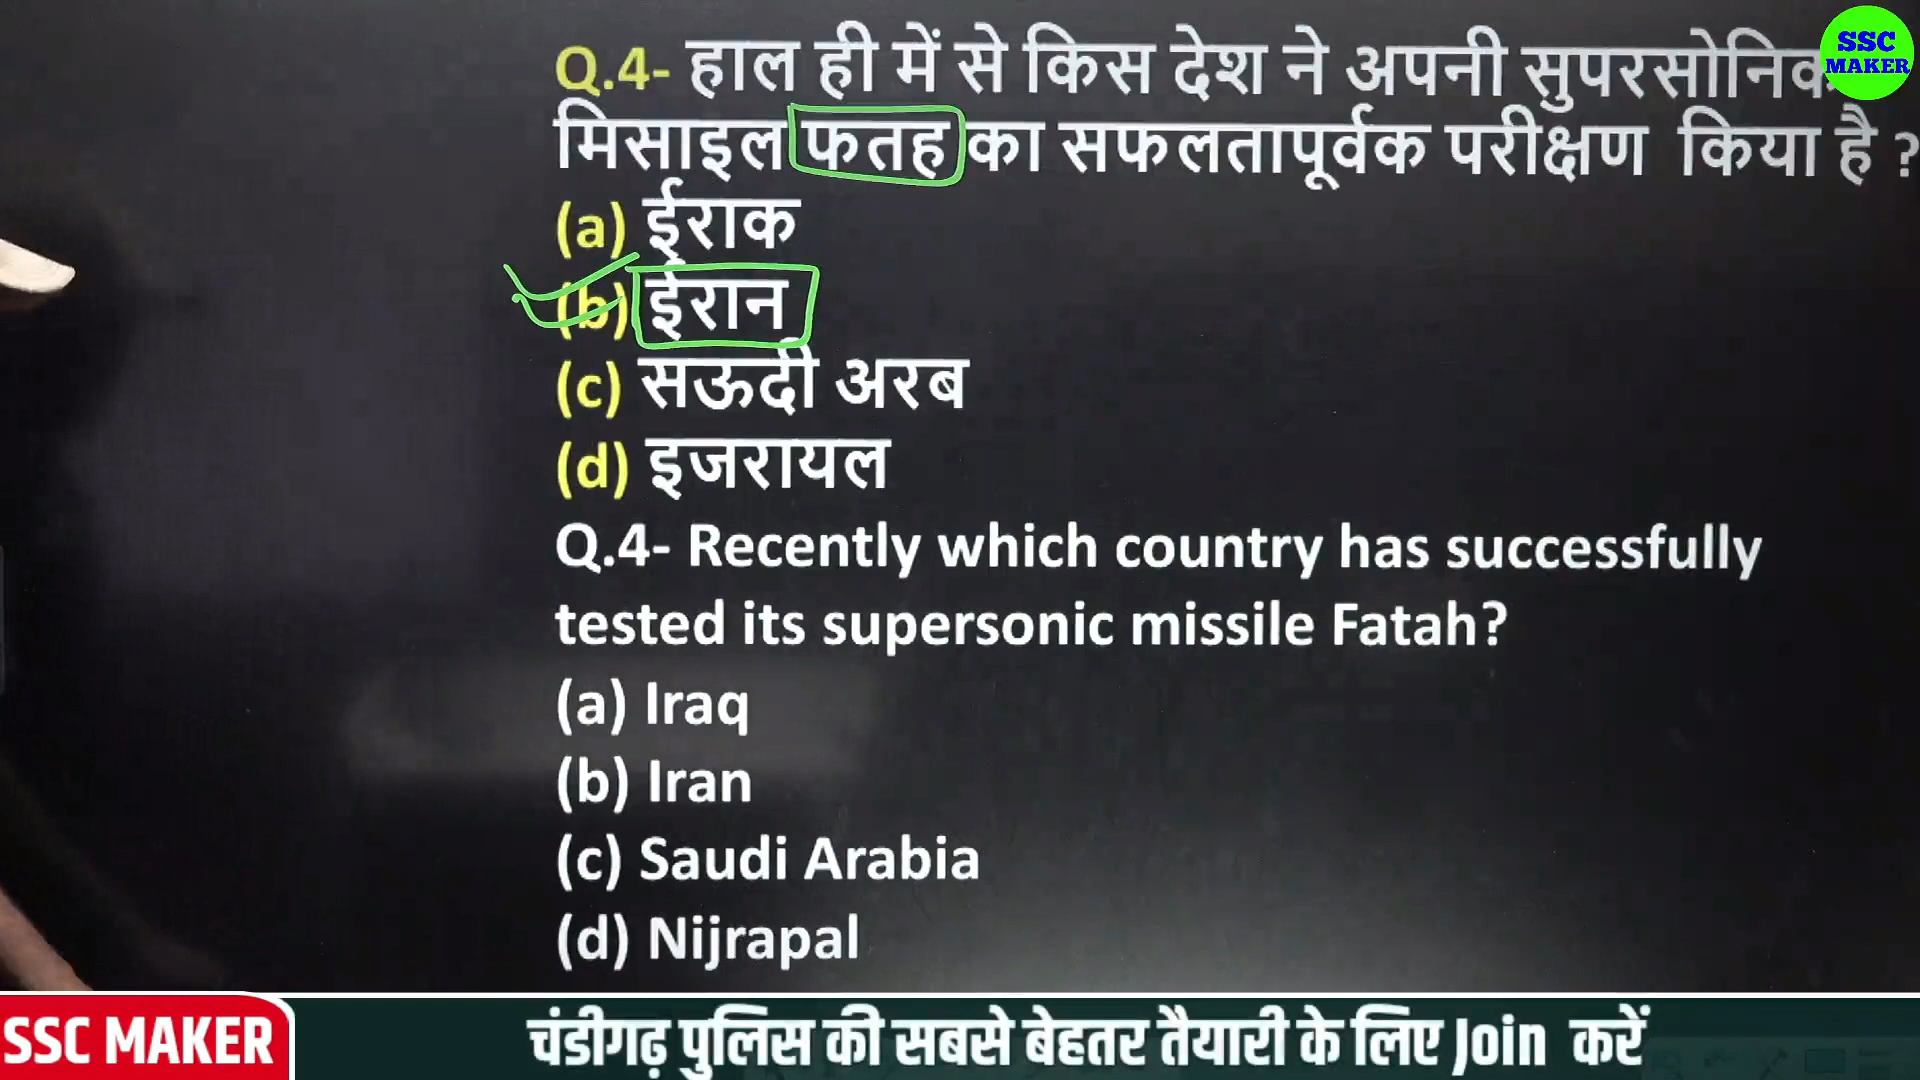 SSC
MAKER
Q.4- हाल ही में से किस देश ने अपनी सुपरसोनिक
मिसाइल फतह का सफलतापूर्वक परीक्षण किया है ?
(a) ईराक
(b) ईरान
(c) सऊदी अरब
(d) इजरायल
Q.4- Recently which country has successfully
tested its supersonic missile Fatah?
(a) Iraq
(b) Iran
(c) Saudi Arabia
(d) Nijrapal
SSC MAKER
चंडीगढ़ पुलिस की सबसे बेहतर तैयारी के लिए Join करें